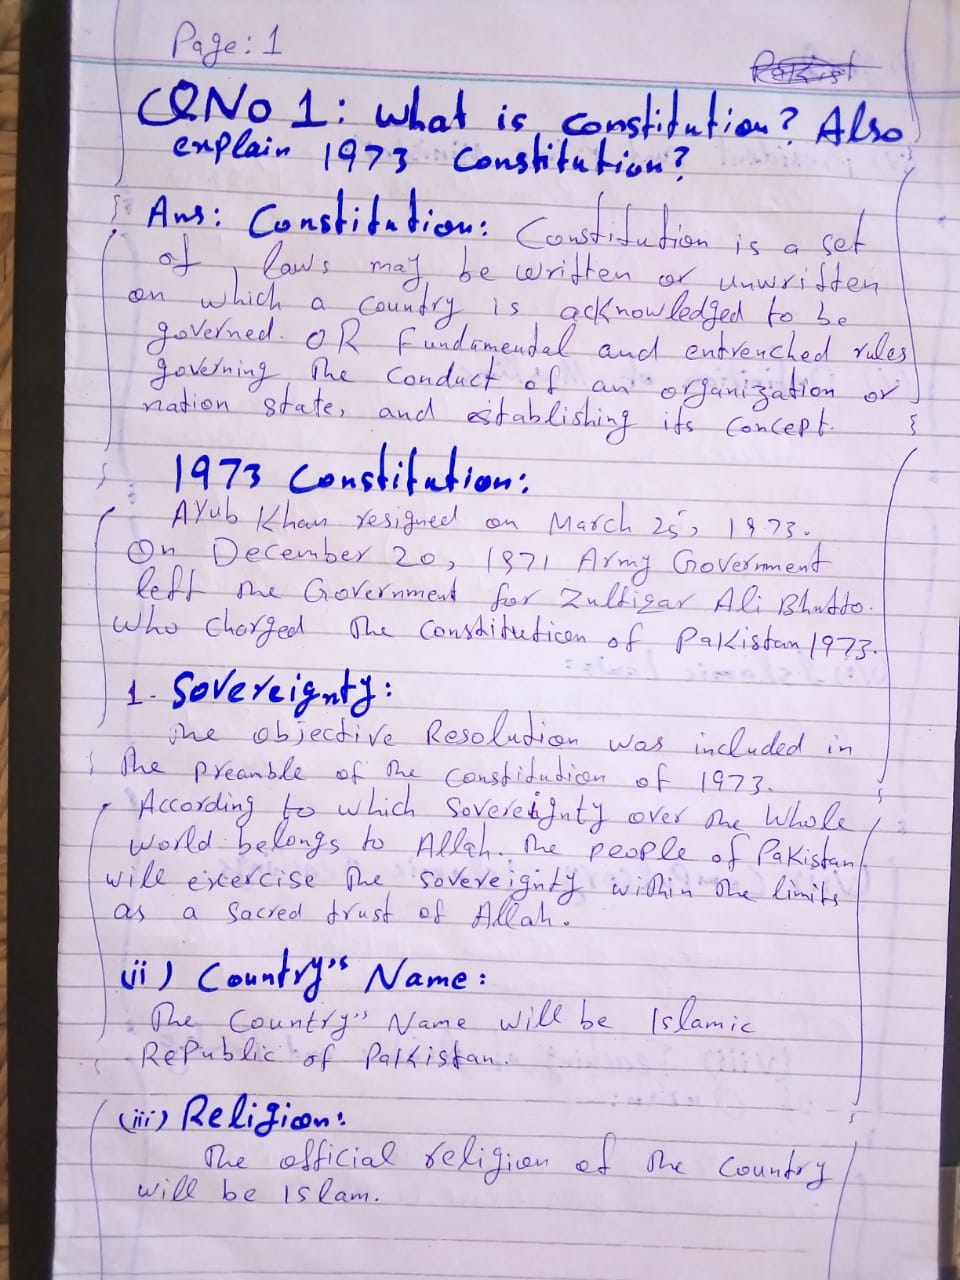 Page: 1
QNo 1: What is constitution? Also
explain 1973 Constitution?
Ans: Constitution: Constitution is a set
of laws may be written or unwritten
on which a country is acknowledged to be
governed. OR Fundamendal and entrenched rules
governing The Conduct of an organization or
nation state, and establishing its concept.
1973 Constitution:
AYub Khan resigned on March 25, 1973.
On December 20, 1971 Army Government
left the Government for Zulfiqar Ali Bhutto.
Who charged The Constitution of Pakistan 1973.
1. Sovereignty:
The objective Resolution was included in
The preamble of The constitution of 1973.
According to which Sovereignty over the Whole
world belongs to Allah. The people of Pakistan
will exercise The sovereignty within the limits
as a Sacred trust of Allah.
(ii) Country's Name:
The Country's Name will be Islamic
Republic of Pakistan.
(iii) Religion:
The official religion of The Country
will be Islam.